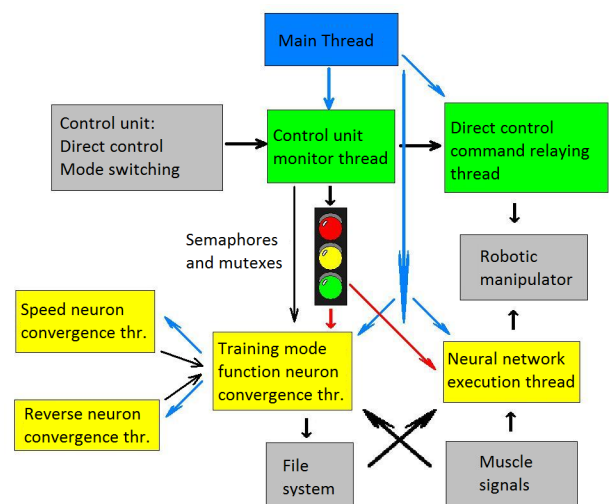 Main Thread
Control unit:
Direct control
Mode switching
Control unit
monitor thread
Direct control
command relaying
thread
Semaphores
and mutexes
Robotic
manipulator
Speed neuron
convergence thr.
Training mode
function neuron
convergence thr.
Neural network
execution thread
Reverse neuron
convergence thr.
File
system
Muscle
signals